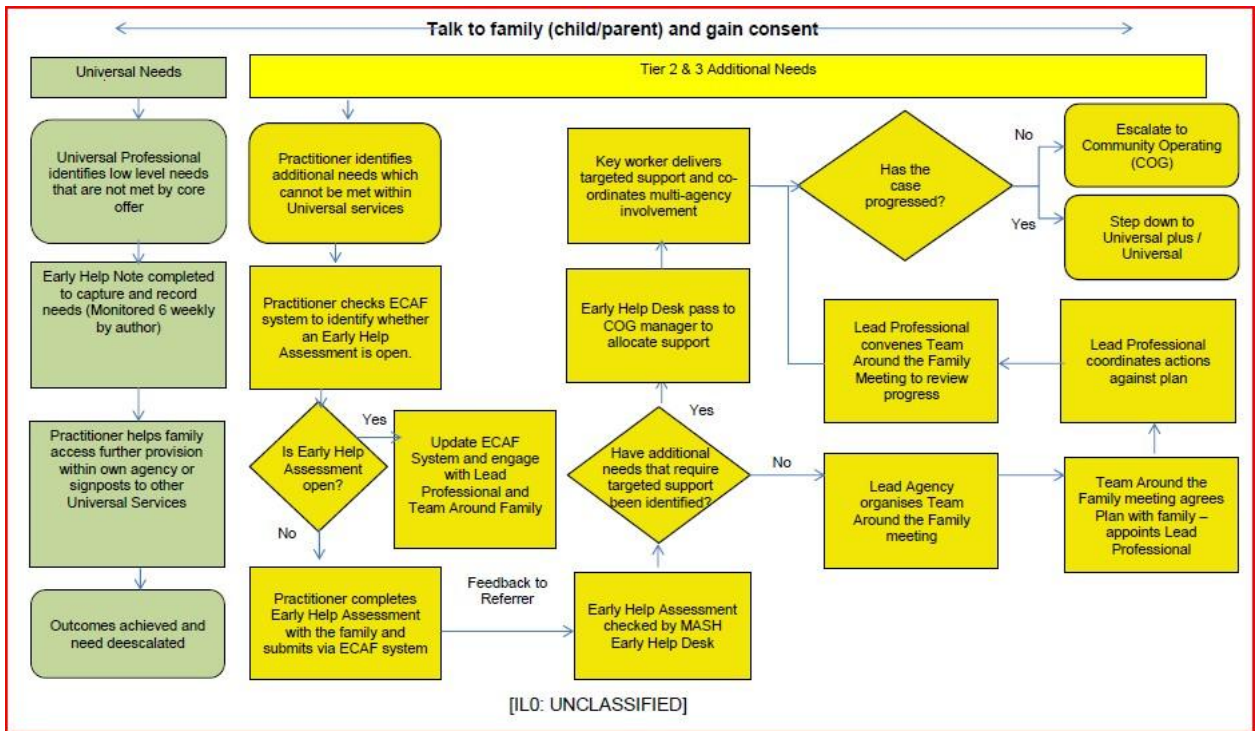 Talk to family (child/parent) and gain consent
Universal Needs
Tier 2 & 3 Additional Needs
Universal Professional
identifies low level needs
that are not met by core
offer
Early Help Note completed
to capture and record
needs (Monitored 6 weekly
by author)
Practitioner helps family
access further provision
within own agency or
signposts to other
Universal Services
Outcomes achieved and
need deescalated
Practitioner identifies
additional needs which
cannot be met within
Universal services
Practitioner checks ECAF
system to identify whether
an Early Help
Assessment is open.
Is Early Help
Assessment
open?
Yes
Update ECAF
System and engage
with Lead
Professional and
Team Around Family
No
Practitioner completes
Early Help Assessment
with the family and
submits via ECAF system
Feedback to
Referrer
Early Help Assessment
checked by MASH
Early Help Desk
Have additional
needs that require
targeted support
been identified?
Yes
Early Help Desk pass to
COG manager to
allocate support
Key worker delivers
targeted support and co-
ordinates multi-agency
involvement
No
Lead Agency
organises Team
Around the Family
meeting
Team Around the
Family meeting agrees
Plan with family –
appoints Lead
Professional
Lead Professional
coordinates actions
against plan
Lead Professional
convenes Team
Around the Family
Meeting to review
progress
Has the
case
progressed?
No
Escalate to
Community Operating
(COG)
Yes
Step down to
Universal plus /
Universal
[IL0: UNCLASSIFIED]